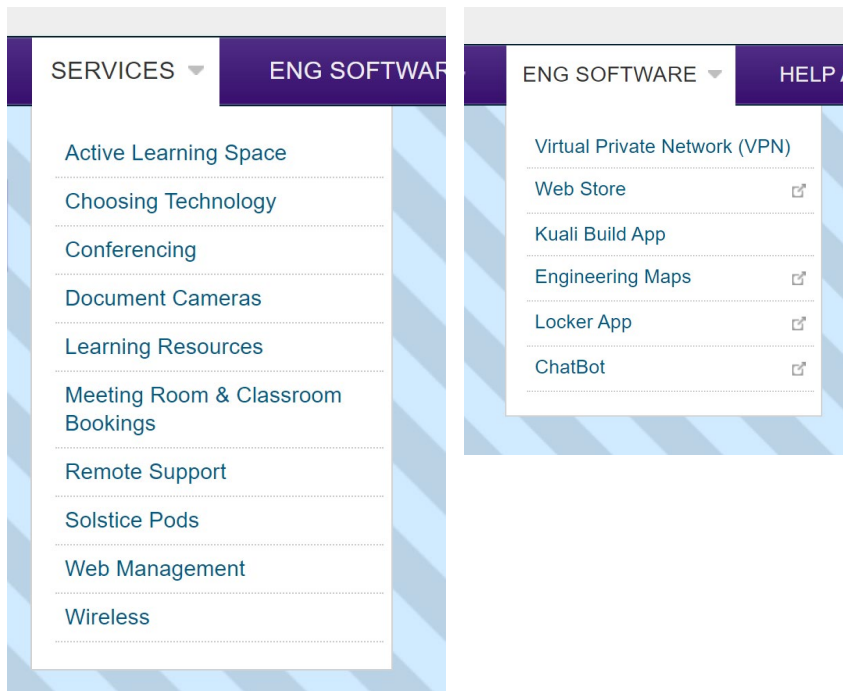 SERVICES
ENG SOFTWAR
Active Learning Space
Choosing Technology
Conferencing
Document Cameras
Learning Resources
Meeting Room & Classroom
Bookings
Remote Support
Solstice Pods
Web Management
Wireless
ENG SOFTWARE
HELP
Virtual Private Network (VPN)
Web Store
Kuali Build App
Engineering Maps
Locker App
ChatBot